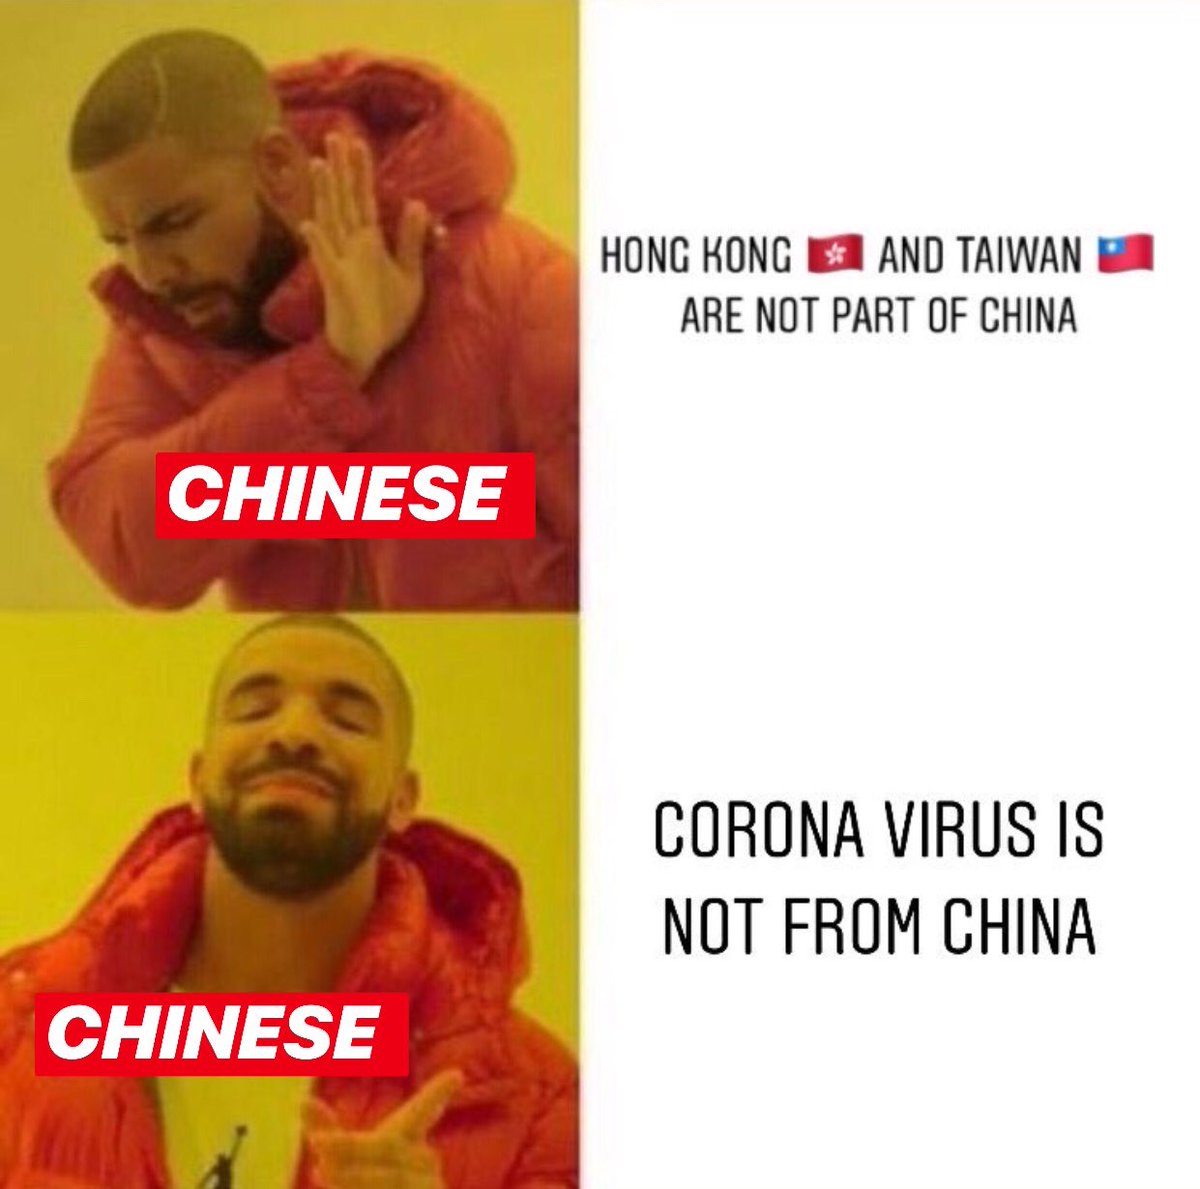 HONG KONG 🇭🇰 AND TAIWAN 🇹🇼
ARE NOT PART OF CHINA
CHINESE
CORONA VIRUS IS
NOT FROM CHINA
CHINESE